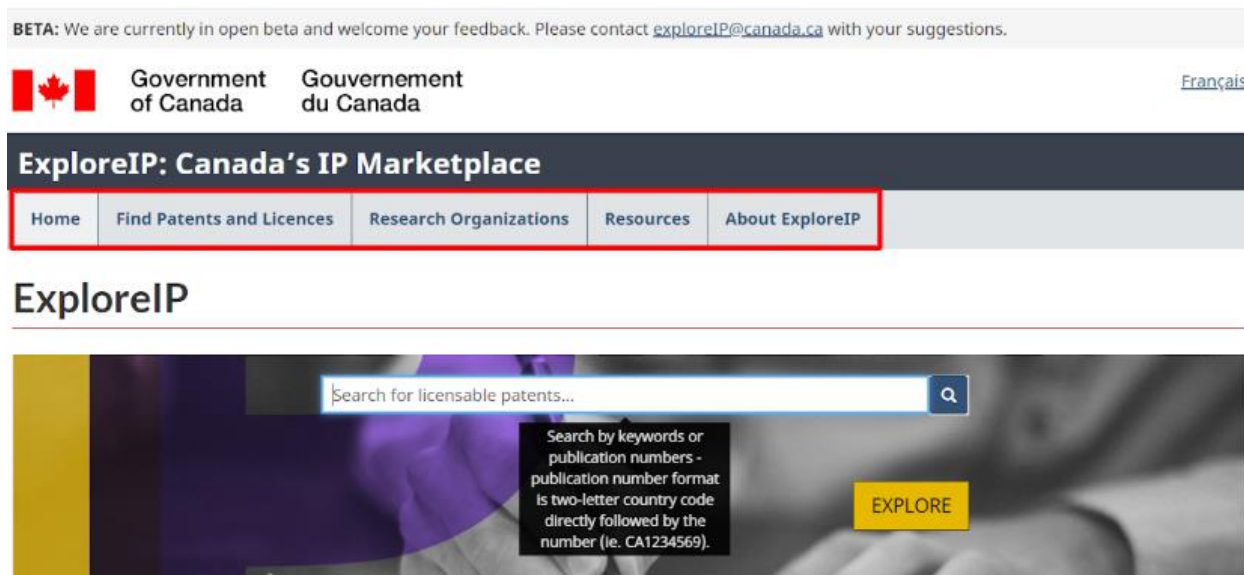 BETA: We are currently in open beta and welcome your feedback. Please contact exploreIP@canada.ca with your suggestions.
Government of Canada
Gouvernement du Canada
Français
ExploreIP: Canada's IP Marketplace
Home Find Patents and Licences Research Organizations Resources About ExploreIP
ExploreIP
Search for licensable patents...
Search by keywords or
publication numbers -
publication number format
is two-letter country code
directly followed by the
number (ie. CA1234569).
EXPLORE